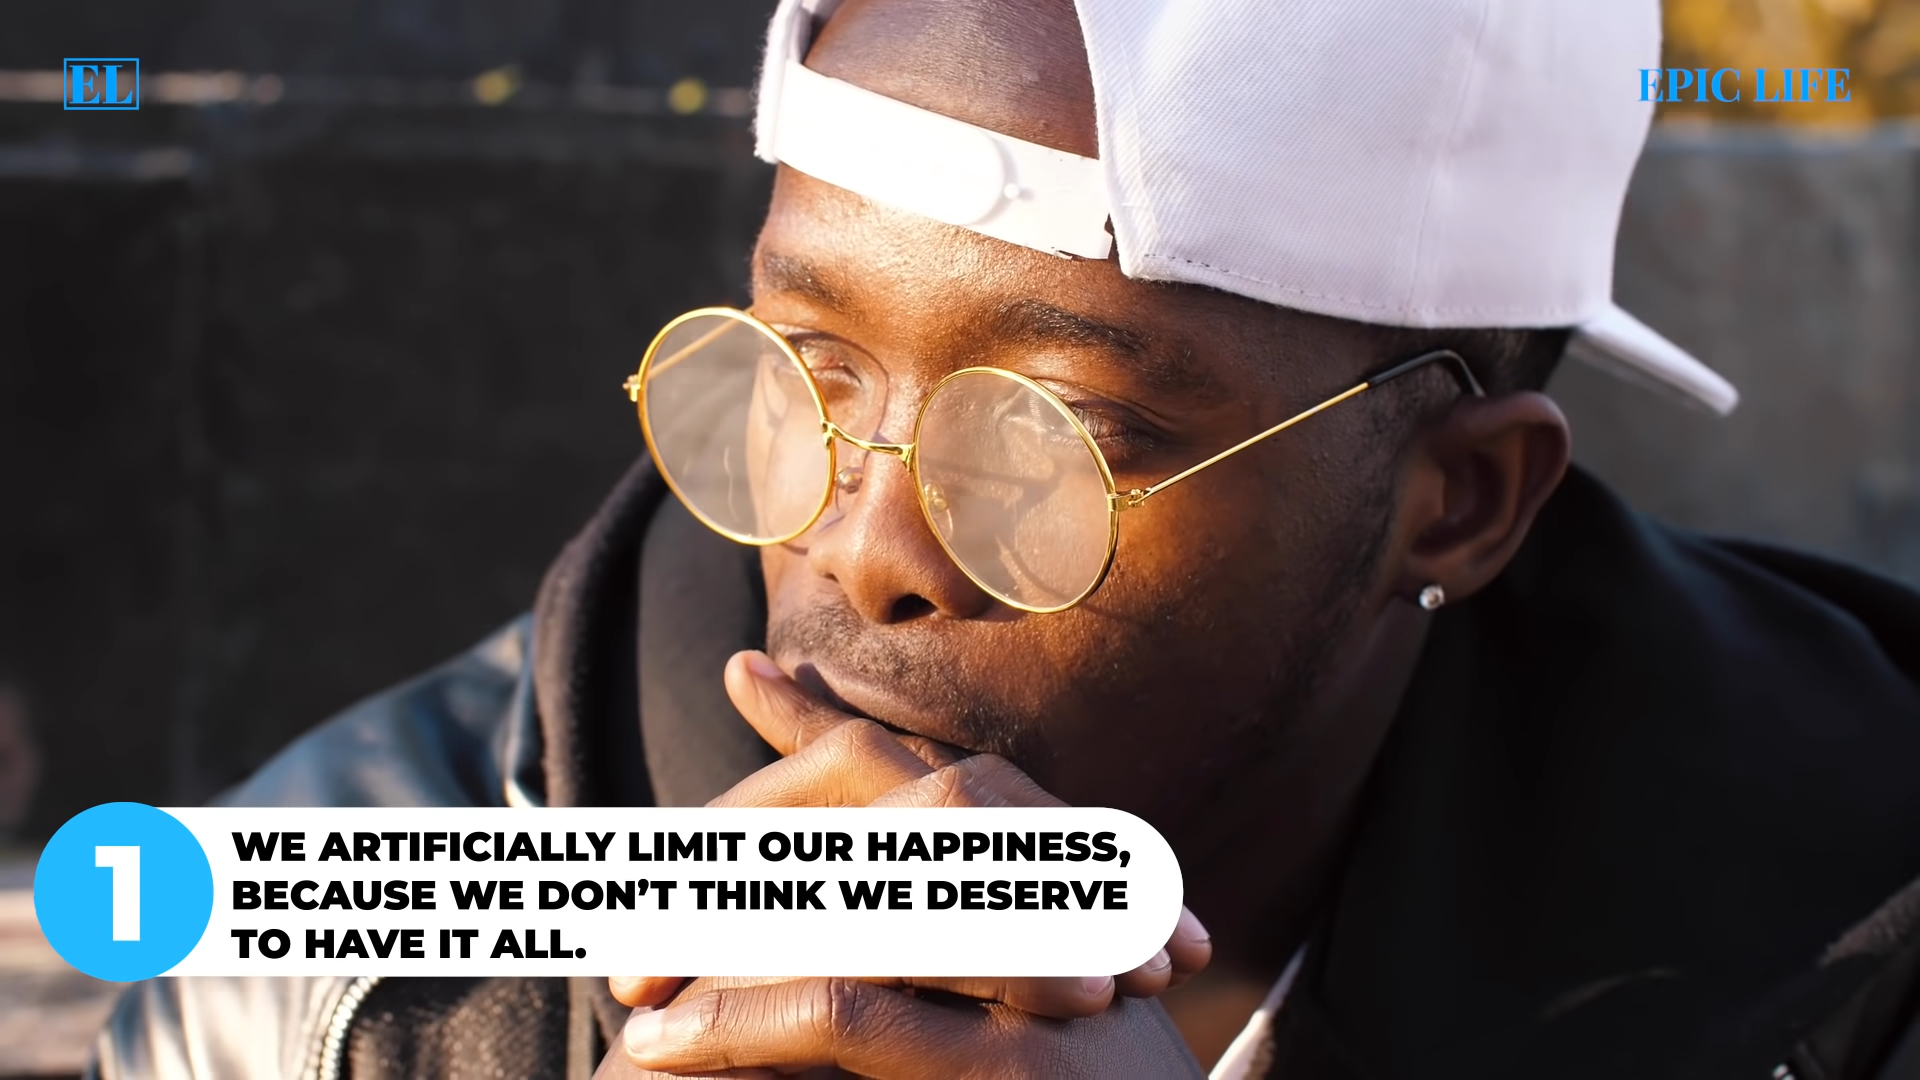 EL
EPIC LIFE
1
WE ARTIFICIALLY LIMIT OUR HAPPINESS,
BECAUSE WE DON’T THINK WE DESERVE
TO HAVE IT ALL.